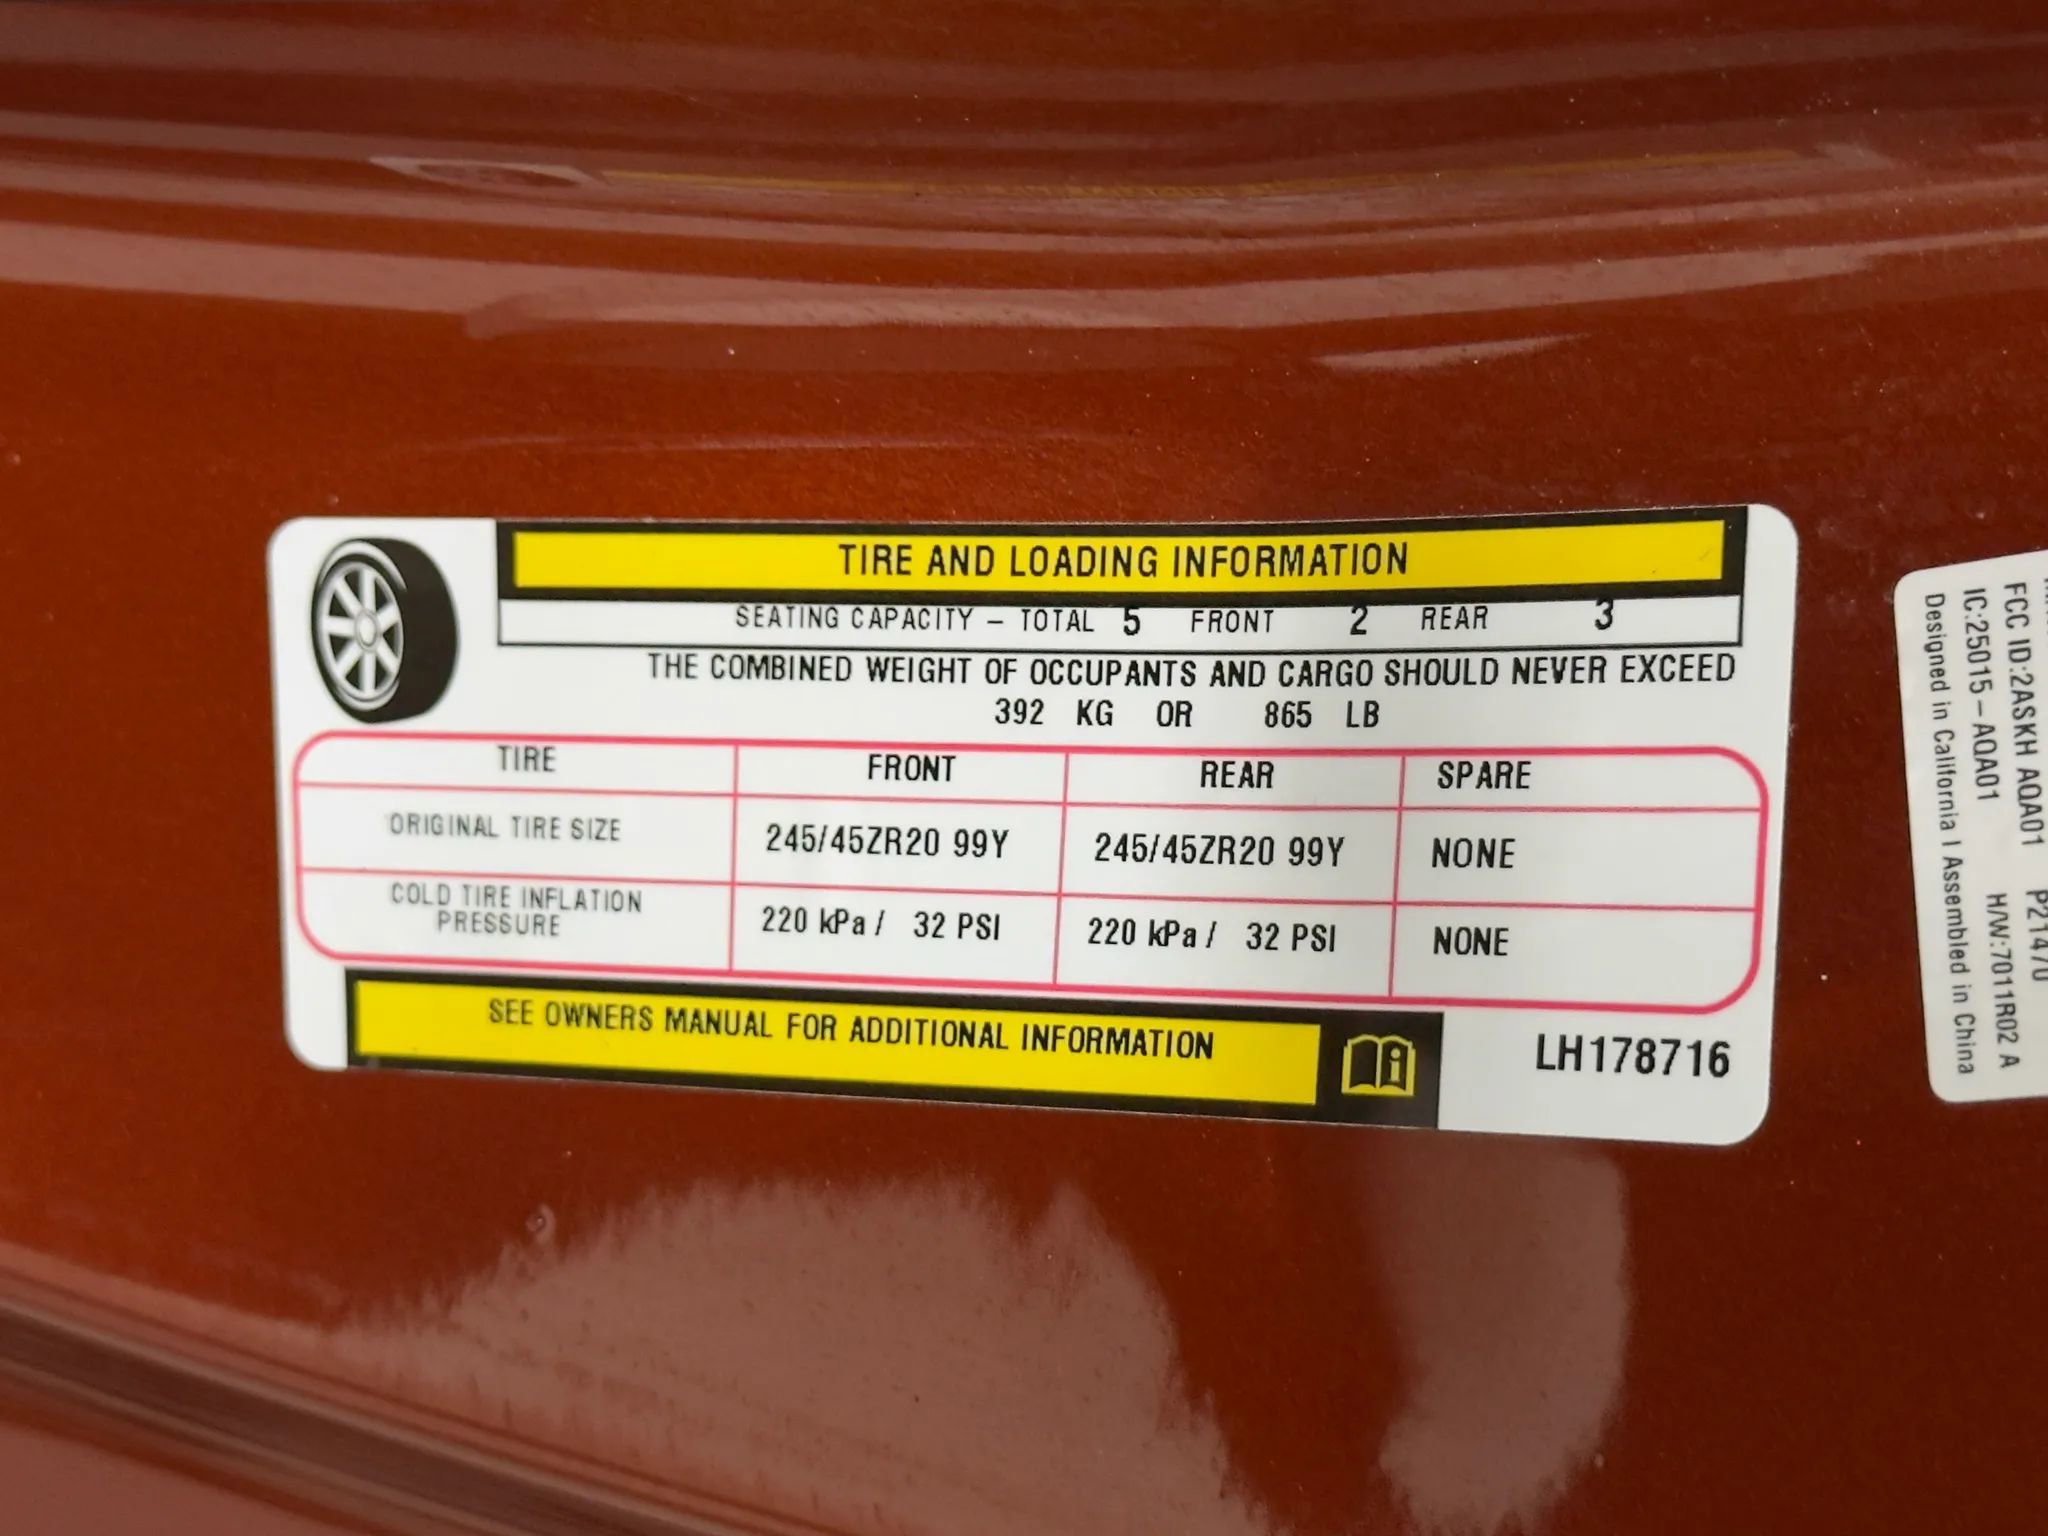 TIRE AND LOADING INFORMATION
SEATING CAPACITY – TOTAL 5 FRONT 2 REAR 3
THE COMBINED WEIGHT OF OCCUPANTS AND CARGO SHOULD NEVER EXCEED
392 KG OR 865 LB
TIRE FRONT REAR SPARE
ORIGINAL TIRE SIZE 245/45ZR20 99Y 245/45ZR20 99Y NONE
COLD TIRE INFLATION
PRESSURE 220 kPa / 32 PSI 220 kPa / 32 PSI NONE
SEE OWNERS MANUAL FOR ADDITIONAL INFORMATION
LH178716
FCC ID:2ASKH AQA01 P21470
IC:25015-AQA01 H/W:7011R02 A
Designed in California I Assembled in China